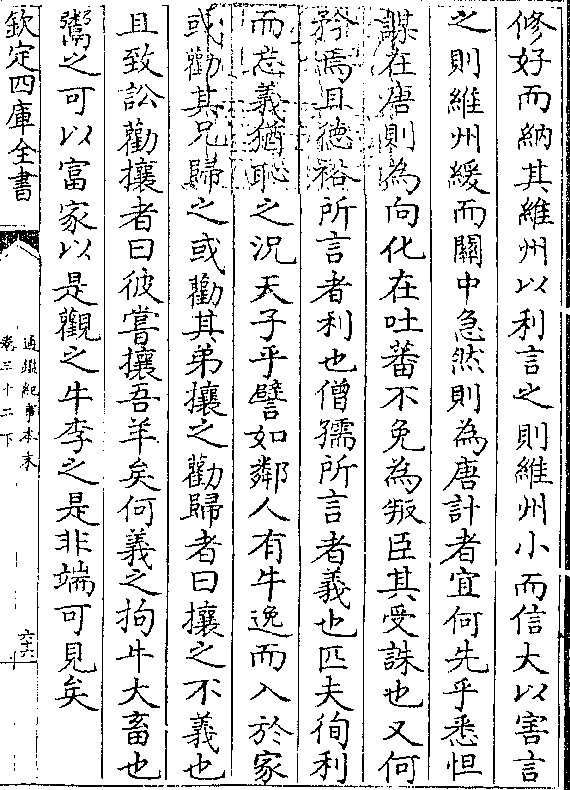 修好而納其維州以利言之則維州小而信大以害言
之則維州緩而關中急然則為唐計者宜何先乎悉怛
謀在唐則為向化在吐蕃不免為叛臣其受誅也又何
矜焉且德裕所言者利也僧孺所言者義也匹夫徇利
而忘義猶恥之況天子乎譬如鄰人有牛逸而入於家
或勸其兄歸之或勸其弟攘之勸歸者曰攘之不義也
且致訟勸攘者曰彼嘗攘吾羊矣何義之拘牛大畜也
鬻之可以富家以是觀之牛李之是非端可見矣
欽定四庫全書
通鑑紀事本末
卷三十二下
六十六